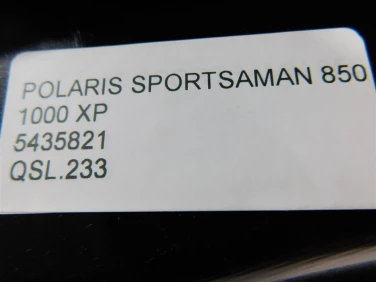 POLARIS SPORTSAMAN 850
1000 XP
5435821
QSL.233